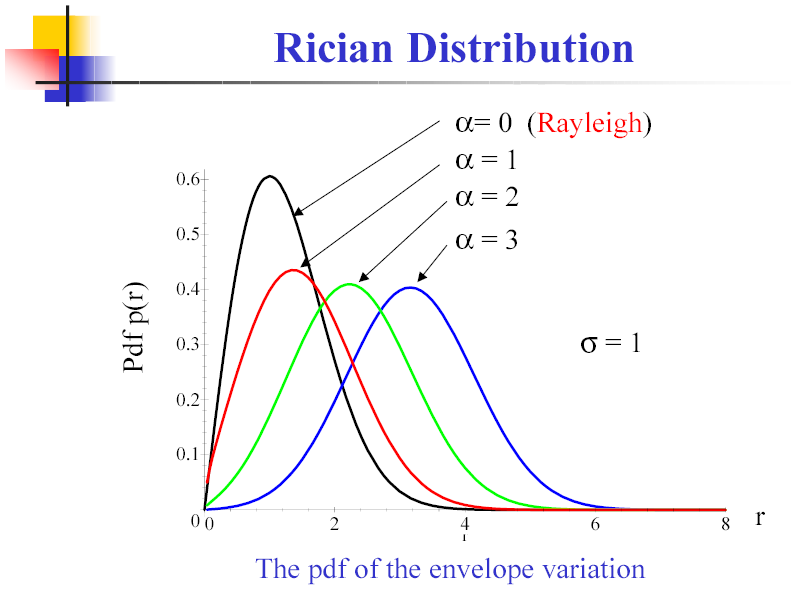 Rician Distribution
α= 0 (Rayleigh)
α = 1
α = 2
α = 3
0.6
0.5
0.4
0.3
0.2
0.1
0
Pdf p(r)
σ = 1
0 2 4 6 8 r
The pdf of the envelope variation